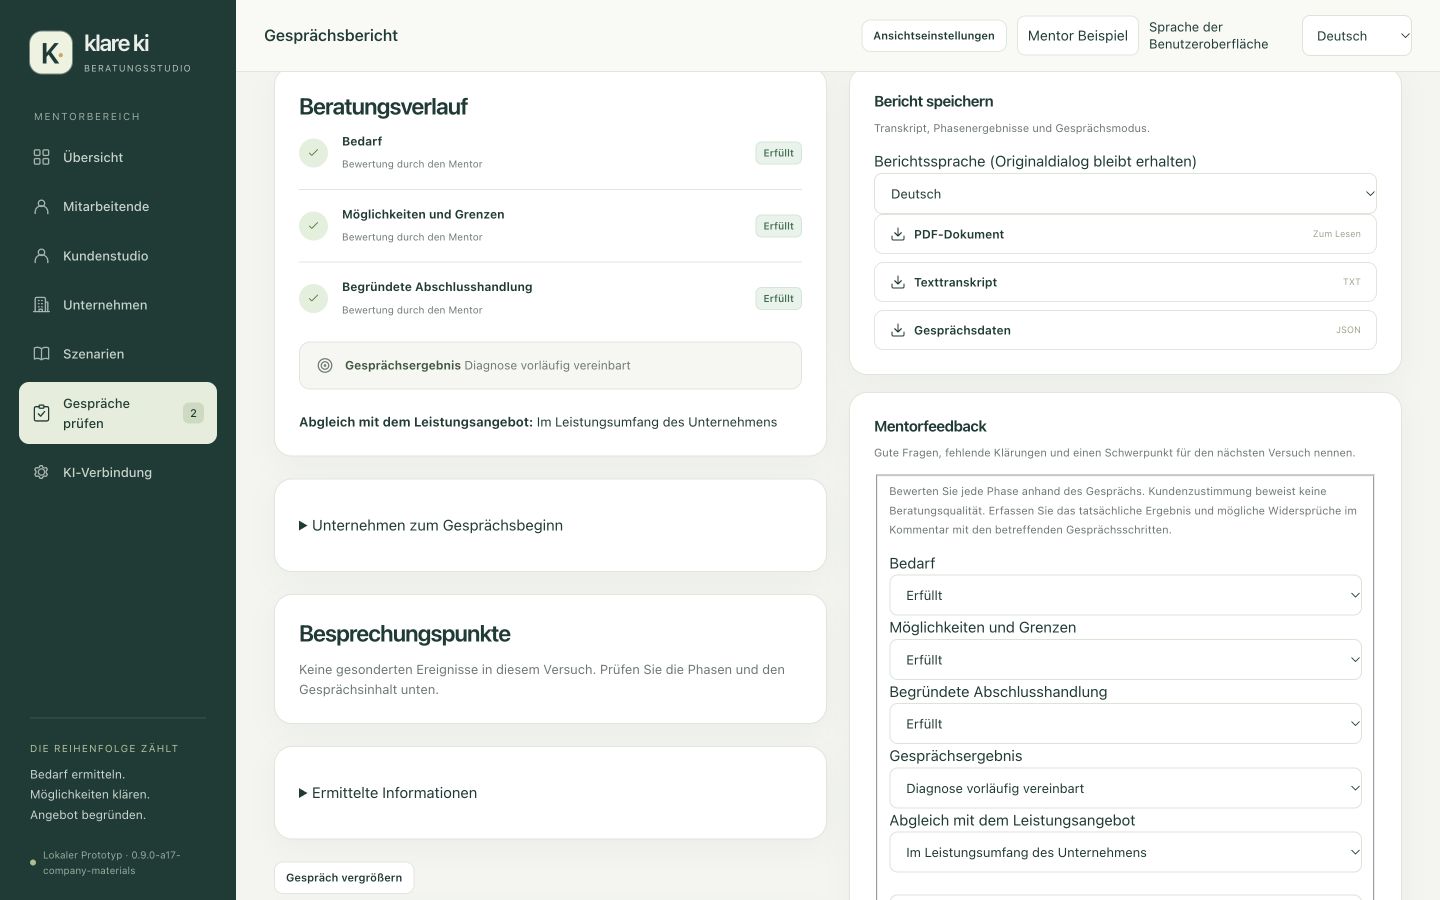 K
klare ki
BERATUNGSSTUDIO
MENTORBEREICH
Übersicht
Mitarbeitende
Kundenstudio
Unternehmen
Szenarien
Gespräche
prüfen
2
KI-Verbindung
DIE REIHENFOLGE ZÄHLT
Bedarf ermitteln.
Möglichkeiten klären.
Angebot begründen.
Lokaler Prototyp · 0.9.0-a17-
company-materials
Gesprächsbericht
Ansichtseinstellungen
Mentor Beispiel
Sprache der
Benutzeroberfläche
Deutsch
Beratungsverlauf
Bedarf
Bewertung durch den Mentor
Erfüllt
Möglichkeiten und Grenzen
Bewertung durch den Mentor
Erfüllt
Begründete Abschlusshandlung
Bewertung durch den Mentor
Erfüllt
Gesprächsergebnis Diagnose vorläufig vereinbart
Abgleich mit dem Leistungsangebot: Im Leistungsumfang des Unternehmens
Unternehmen zum Gesprächsbeginn
Besprechungspunkte
Keine gesonderten Ereignisse in diesem Versuch. Prüfen Sie die Phasen und den
Gesprächsinhalt unten.
Ermittelte Informationen
Gespräch vergrößern
Bericht speichern
Transkript, Phasenergebnisse und Gesprächsmodus.
Berichtssprache (Originaldialog bleibt erhalten)
Deutsch
PDF-Dokument
Zum Lesen
Texttranskript
TXT
Gesprächsdaten
JSON
Mentorfeedback
Gute Fragen, fehlende Klärungen und einen Schwerpunkt für den nächsten Versuch nennen.
Bewerten Sie jede Phase anhand des Gesprächs. Kundenzustimmung beweist keine
Beratungsqualität. Erfassen Sie das tatsächliche Ergebnis und mögliche Widersprüche im
Kommentar mit den betreffenden Gesprächsschritten.
Bedarf
Erfüllt
Möglichkeiten und Grenzen
Erfüllt
Begründete Abschlusshandlung
Erfüllt
Gesprächsergebnis
Diagnose vorläufig vereinbart
Abgleich mit dem Leistungsangebot
Im Leistungsumfang des Unternehmens